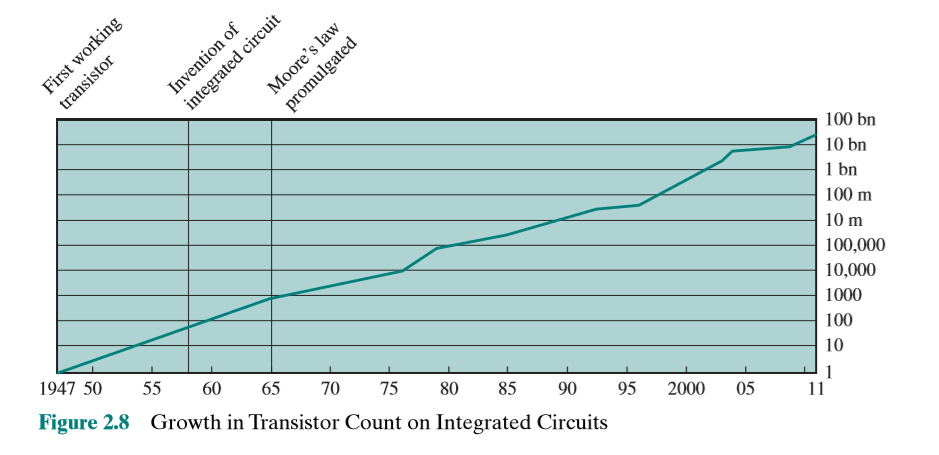 First working
transistor
Invention of
integrated circuit
Moore's law
promulgated
100 bn
10 bn
1 bn
100 m
10 m
100,000
10,000
1000
100
10
1
1947 50 55 60 65 70 75 80 85 90 95 2000 05 11
Figure 2.8 Growth in Transistor Count on Integrated Circuits